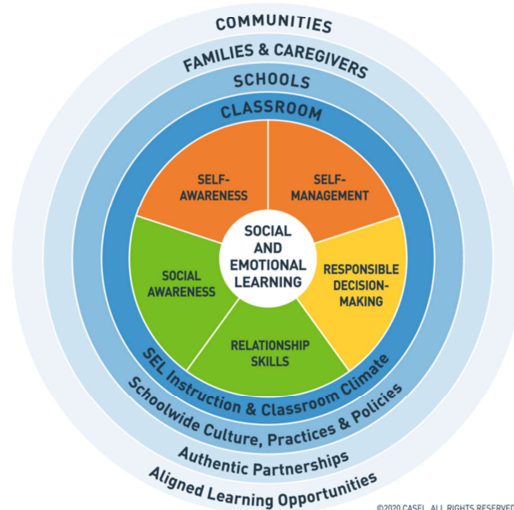 COMMUNITIES
FAMILIES & CAREGIVERS
SCHOOLS
CLASSROOM
SELF-
AWARENESS
SELF-
MANAGEMENT
SOCIAL
AND
EMOTIONAL
LEARNING
SOCIAL
AWARENESS
RESPONSIBLE
DECISION-
MAKING
RELATIONSHIP
SKILLS
SEL Instruction & Classroom Climate
Schoolwide Culture, Practices & Policies
Authentic Partnerships
Aligned Learning Opportunities
©2020 CASEL. ALL RIGHTS RESERVED